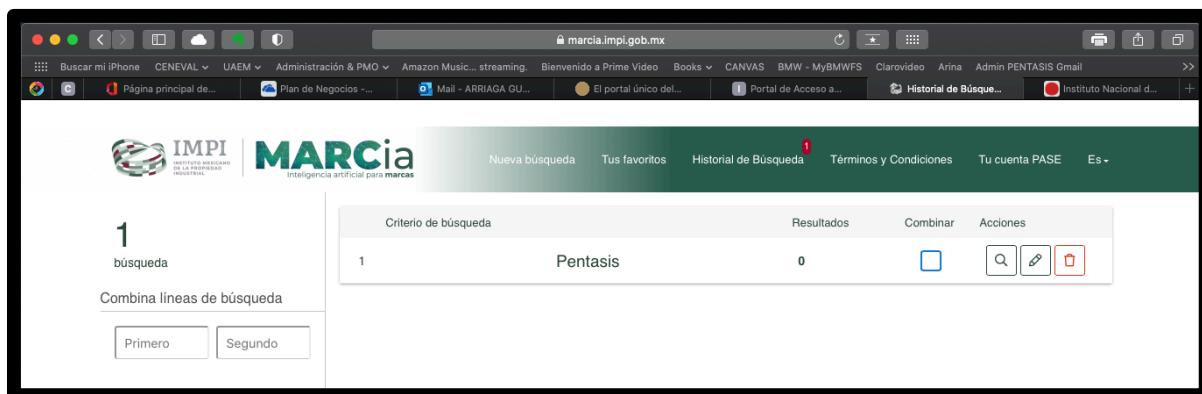 marcia.impi.gob.mx
Buscar mi iPhone CENEVAL UAEM Administración & PMO Amazon Music... streaming. Bienvenido a Prime Video Books CANVAS BMW - MyBMWFS Clarovideo Arina Admin PENTASIS Gmail >>
C Página principal de... Plan de Negocios -... Mail - ARRIAGA GU... El portal único del... I Portal de Acceso a... Historial de Búsque... Instituto Nacional d... +
IMPI
INSTITUTO MEXICANO
DE LA PROPIEDAD
INDUSTRIAL
MARCia
Inteligencia artificial para marcas
Nueva búsqueda Tus favoritos Historial de Búsqueda 1 Términos y Condiciones Tu cuenta PASE Es
1
búsqueda
Combina líneas de búsqueda
Primero Segundo
Criterio de búsqueda Resultados Combinar Acciones
1 Pentasis 0